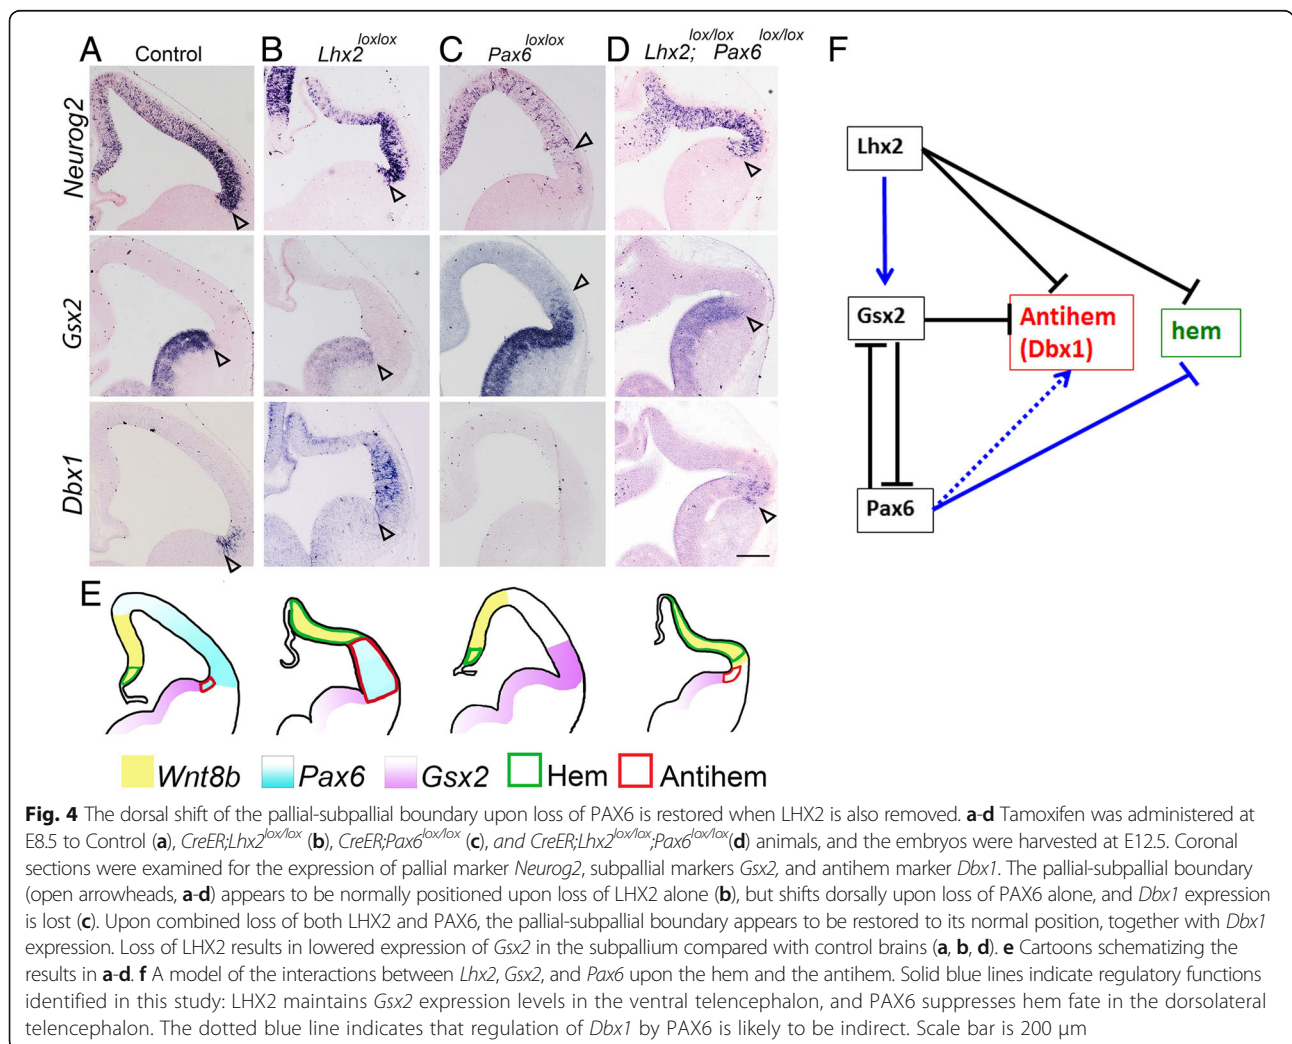 A Control
B Lhx2 loxlox
C Pax6 loxlox
D Lhx2; lox/lox Pax6 lox/lox
F
Neurog2
Gsx2
Dbx1
Lhx2
Gsx2
Antihem
(Dbx1)
hem
Pax6
E
Wnt8b Pax6 Gsx2 Hem Antihem
Fig. 4 The dorsal shift of the pallial-subpallial boundary upon loss of PAX6 is restored when LHX2 is also removed. a-d Tamoxifen was administered at
E8.5 to Control (a), CreER;Lhx2lox/lox (b), CreER;Pax6lox/lox (c), and CreER;Lhx2lox/lox;Pax6lox/lox(d) animals, and the embryos were harvested at E12.5. Coronal
sections were examined for the expression of pallial marker Neurog2, subpallial markers Gsx2, and antihem marker Dbx1. The pallial-subpallial boundary
(open arrowheads, a-d) appears to be normally positioned upon loss of LHX2 alone (b), but shifts dorsally upon loss of PAX6 alone, and Dbx1 expression
is lost (c). Upon combined loss of both LHX2 and PAX6, the pallial-subpallial boundary appears to be restored to its normal position, together with Dbx1
expression. Loss of LHX2 results in lowered expression of Gsx2 in the subpallium compared with control brains (a, b, d). e Cartoons schematizing the
results in a-d. f A model of the interactions between Lhx2, Gsx2, and Pax6 upon the hem and the antihem. Solid blue lines indicate regulatory functions
identified in this study: LHX2 maintains Gsx2 expression levels in the ventral telencephalon, and PAX6 suppresses hem fate in the dorsolateral
telencephalon. The dotted blue line indicates that regulation of Dbx1 by PAX6 is likely to be indirect. Scale bar is 200 μm